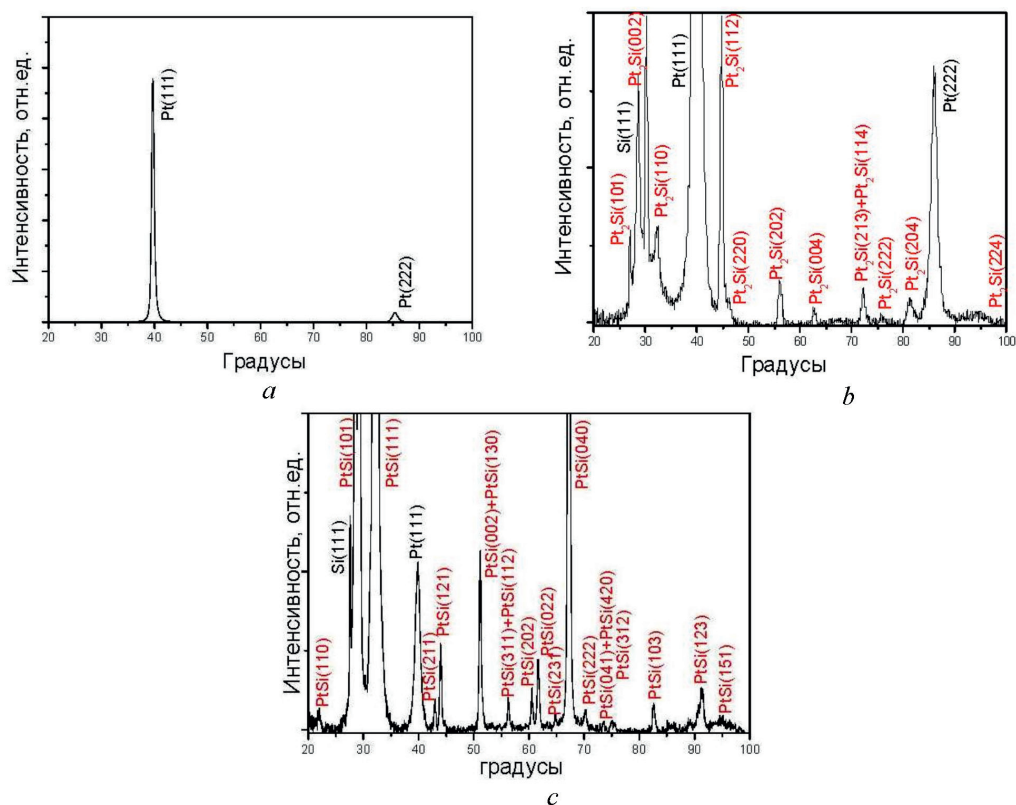 Интенсивность, отн.ед.
Pt(111)
Pt(222)
20 30 40 50 60 70 80 90 100
Градусы
a
Интенсивность, отн.ед.
Pt₂Si(101)
Si(111)
Pt₂Si(002)
Pt₂Si(110)
Pt(111)
Pt₂Si(112)
Pt₂Si(220)
Pt₂Si(202)
Pt₂Si(004)
Pt₂Si(213)+Pt₂Si(114)
Pt₂Si(222)
Pt₂Si(204)
Pt(222)
Pt₂Si(224)
20 30 40 50 60 70 80 90 100
Градусы
b
Интенсивность, отн.ед.
PtSi(110)
Si(111)
PtSi(101)
PtSi(111)
Pt(111)
PtSi(211)
PtSi(121)
PtSi(002)+PtSi(130)
PtSi(311)+PtSi(112)
PtSi(202)
PtSi(022)
PtSi(231)
PtSi(040)
PtSi(222)
PtSi(041)+PtSi(420)
PtSi(312)
PtSi(103)
PtSi(123)
PtSi(151)
20 30 40 50 60 70 80 90 100
градусы
c